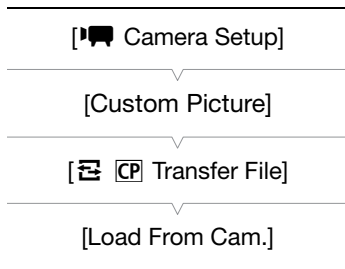 [Camera Setup]
[Custom Picture]
[CP Transfer File]
[Load From Cam.]